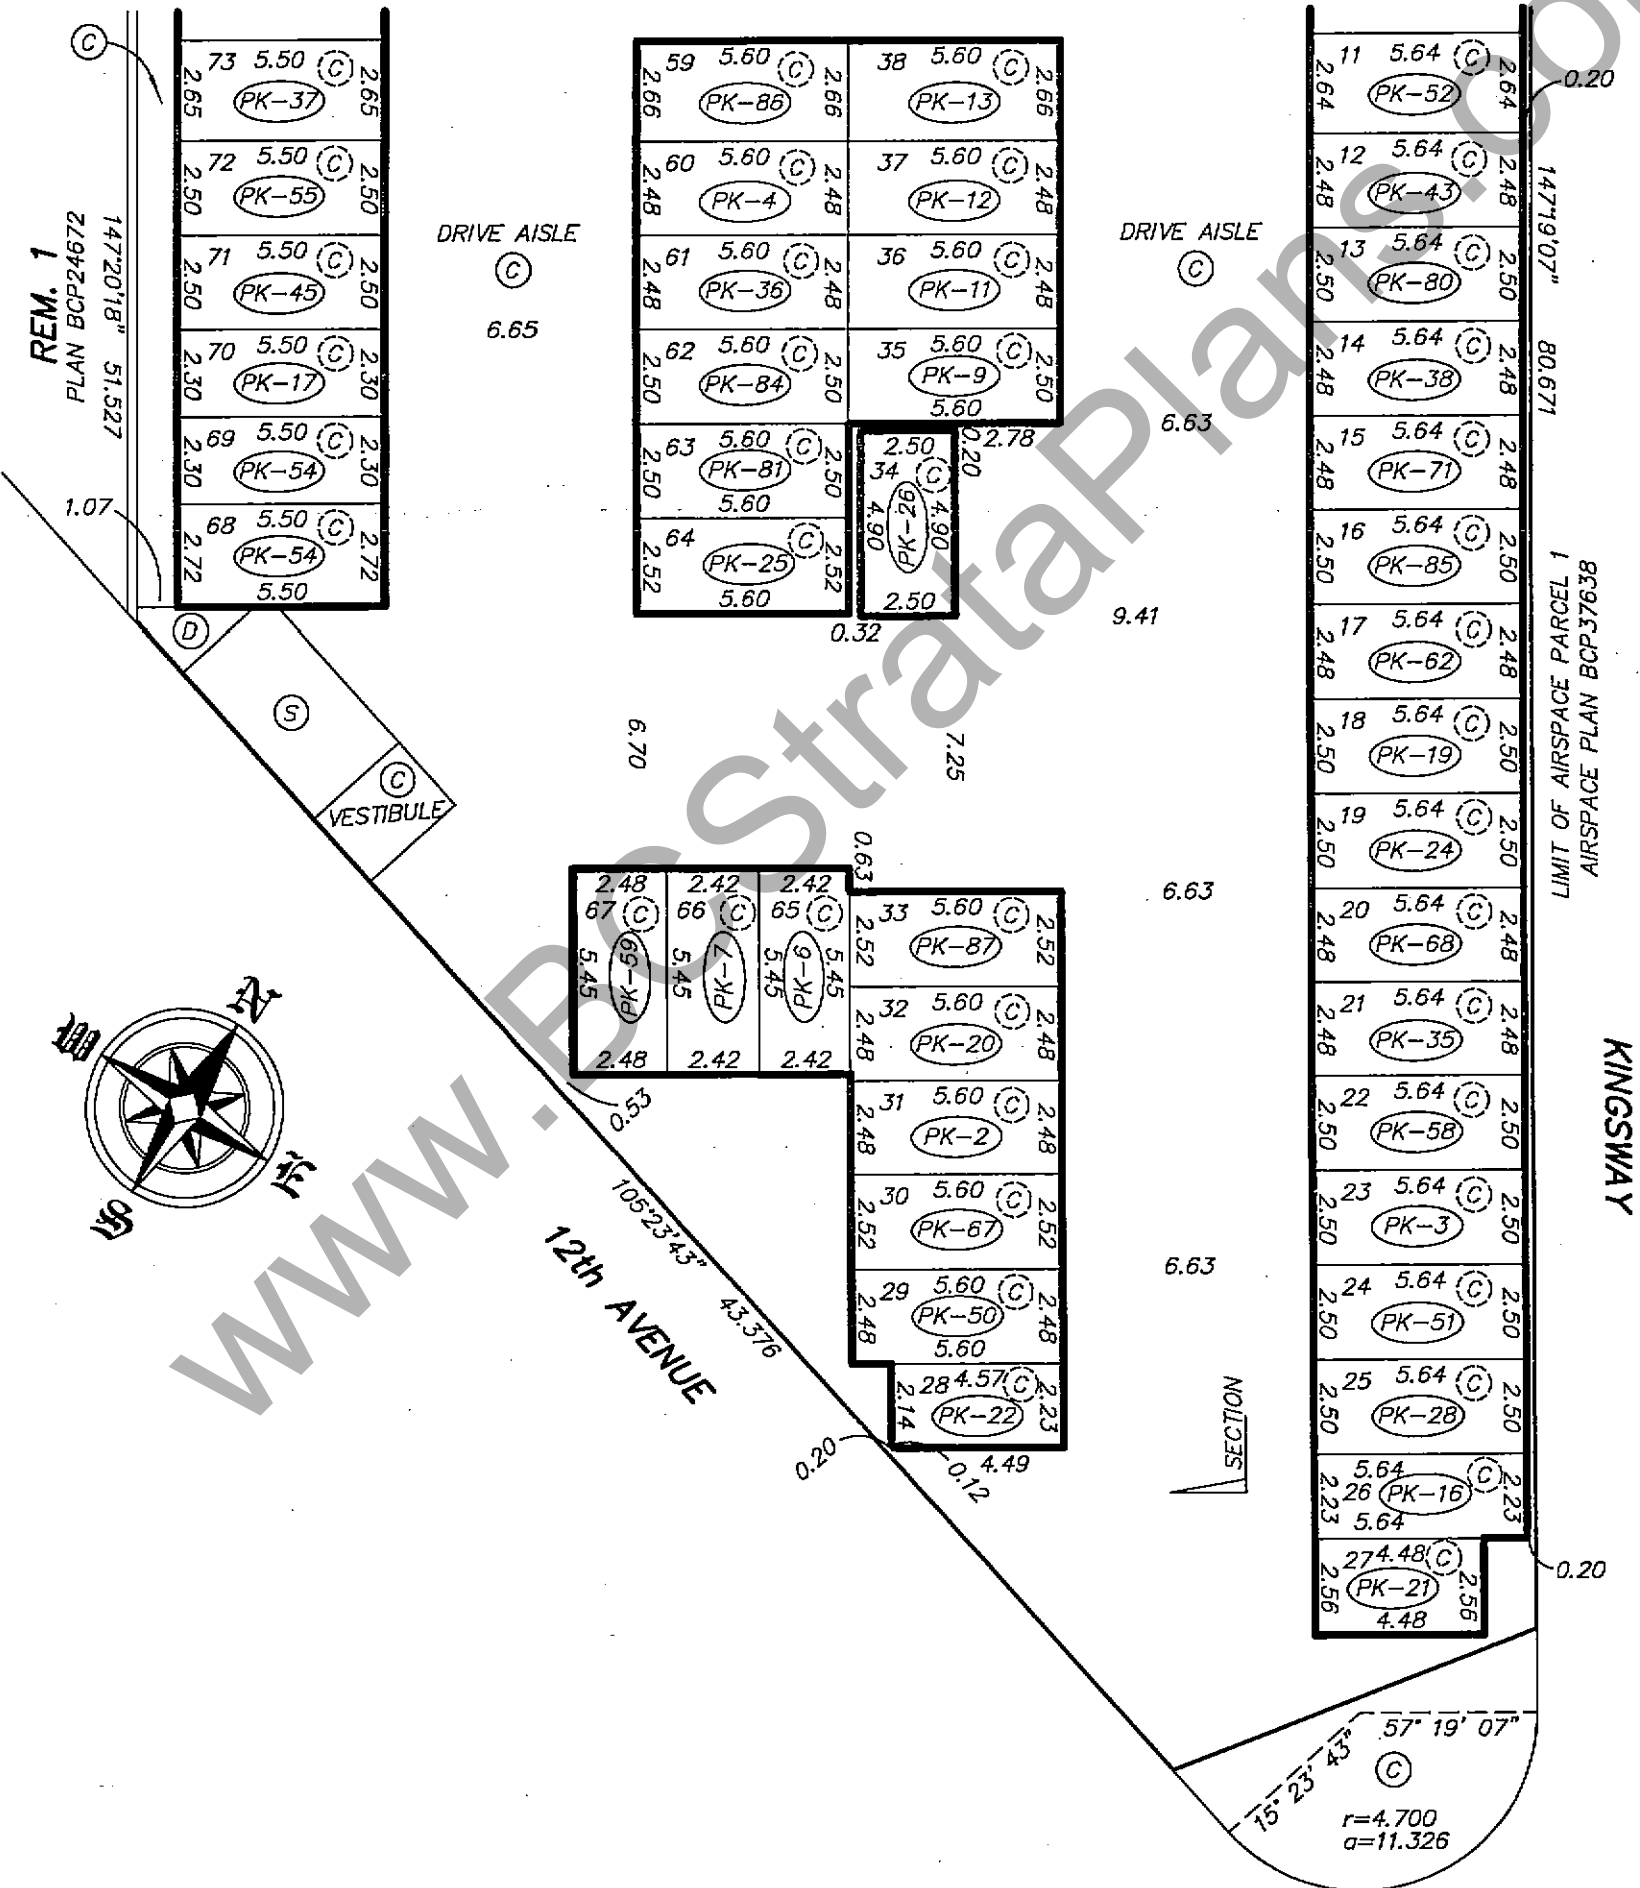 C
73 5.50 C
2.65 PK-37 2.65
72 5.50 C
2.50 PK-55 2.50
71 5.50 C
2.50 PK-45 2.50
70 5.50 C
2.30 PK-17 2.30
69 5.50 C
2.30 PK-54 2.30
68 5.50 C
2.72 PK-54 2.72
5.50
REM. 1
PLAN BCP24672
147°20'18" 51.527
1.07
D
S
C
VESTIBULE
DRIVE AISLE
C
6.65
59 5.60 C
2.66 PK-86 2.66
60 5.60 C
2.48 PK-4 2.48
61 5.60 C
2.48 PK-36 2.48
62 5.60 C
2.50 PK-84 2.50
63 5.60 C
2.50 PK-81 2.50
5.60
64 C
2.52 PK-25 2.52
5.60
38 5.60 C
PK-13 2.66
37 5.60 C
PK-12 2.48
36 5.60 C
PK-11 2.48
35 5.60 C
PK-9 2.50
5.60
2.50 0.20 2.78
34 C
4.90 PK-26 4.90
2.50
0.32
DRIVE AISLE
C
6.63
9.41
6.70
7.25
0.63
6.63
2.48 2.42 2.42
67 C 66 C 65 C
5.45 PK-69 5.45 PK-7 5.45 PK-6 5.45
2.48 2.42 2.42
0.53
33 5.60 C
2.52 PK-87 2.52
32 5.60 C
2.48 PK-20 2.48
31 5.60 C
2.48 PK-2 2.48
30 5.60 C
2.52 PK-67 2.52
29 5.60 C
2.48 PK-50 2.48
5.60
28 4.57 C
2.14 PK-22 2.23
4.49
0.20
0.12
6.63
SECTION
11 5.64 C
2.64 PK-52 2.64
0.20
12 5.64 C
2.48 PK-43 2.48
13 5.64 C
2.50 PK-80 2.50
14 5.64 C
2.48 PK-38 2.48
15 5.64 C
2.48 PK-71 2.48
16 5.64 C
2.50 PK-85 2.50
17 5.64 C
2.48 PK-62 2.48
18 5.64 C
2.50 PK-19 2.50
19 5.64 C
2.50 PK-24 2.50
20 5.64 C
2.48 PK-68 2.48
21 5.64 C
2.48 PK-35 2.48
22 5.64 C
2.50 PK-58 2.50
23 5.64 C
2.50 PK-3 2.50
24 5.64 C
2.50 PK-51 2.50
25 5.64 C
2.50 PK-28 2.50
5.64 C
2.23 26 PK-16 2.23
5.64
27 4.48 C
2.56 PK-21 2.56
4.48
0.20
147°19'07" 80.671
LIMIT OF AIRSPACE PARCEL 1
AIRSPACE PLAN BCP37638
KINGSWAY
N
W
E
S
105°23'43" 43.376
12th AVENUE
57° 19' 07"
15° 23' 43"
C
r=4.700
a=11.326
www.BCStrataPlans.co